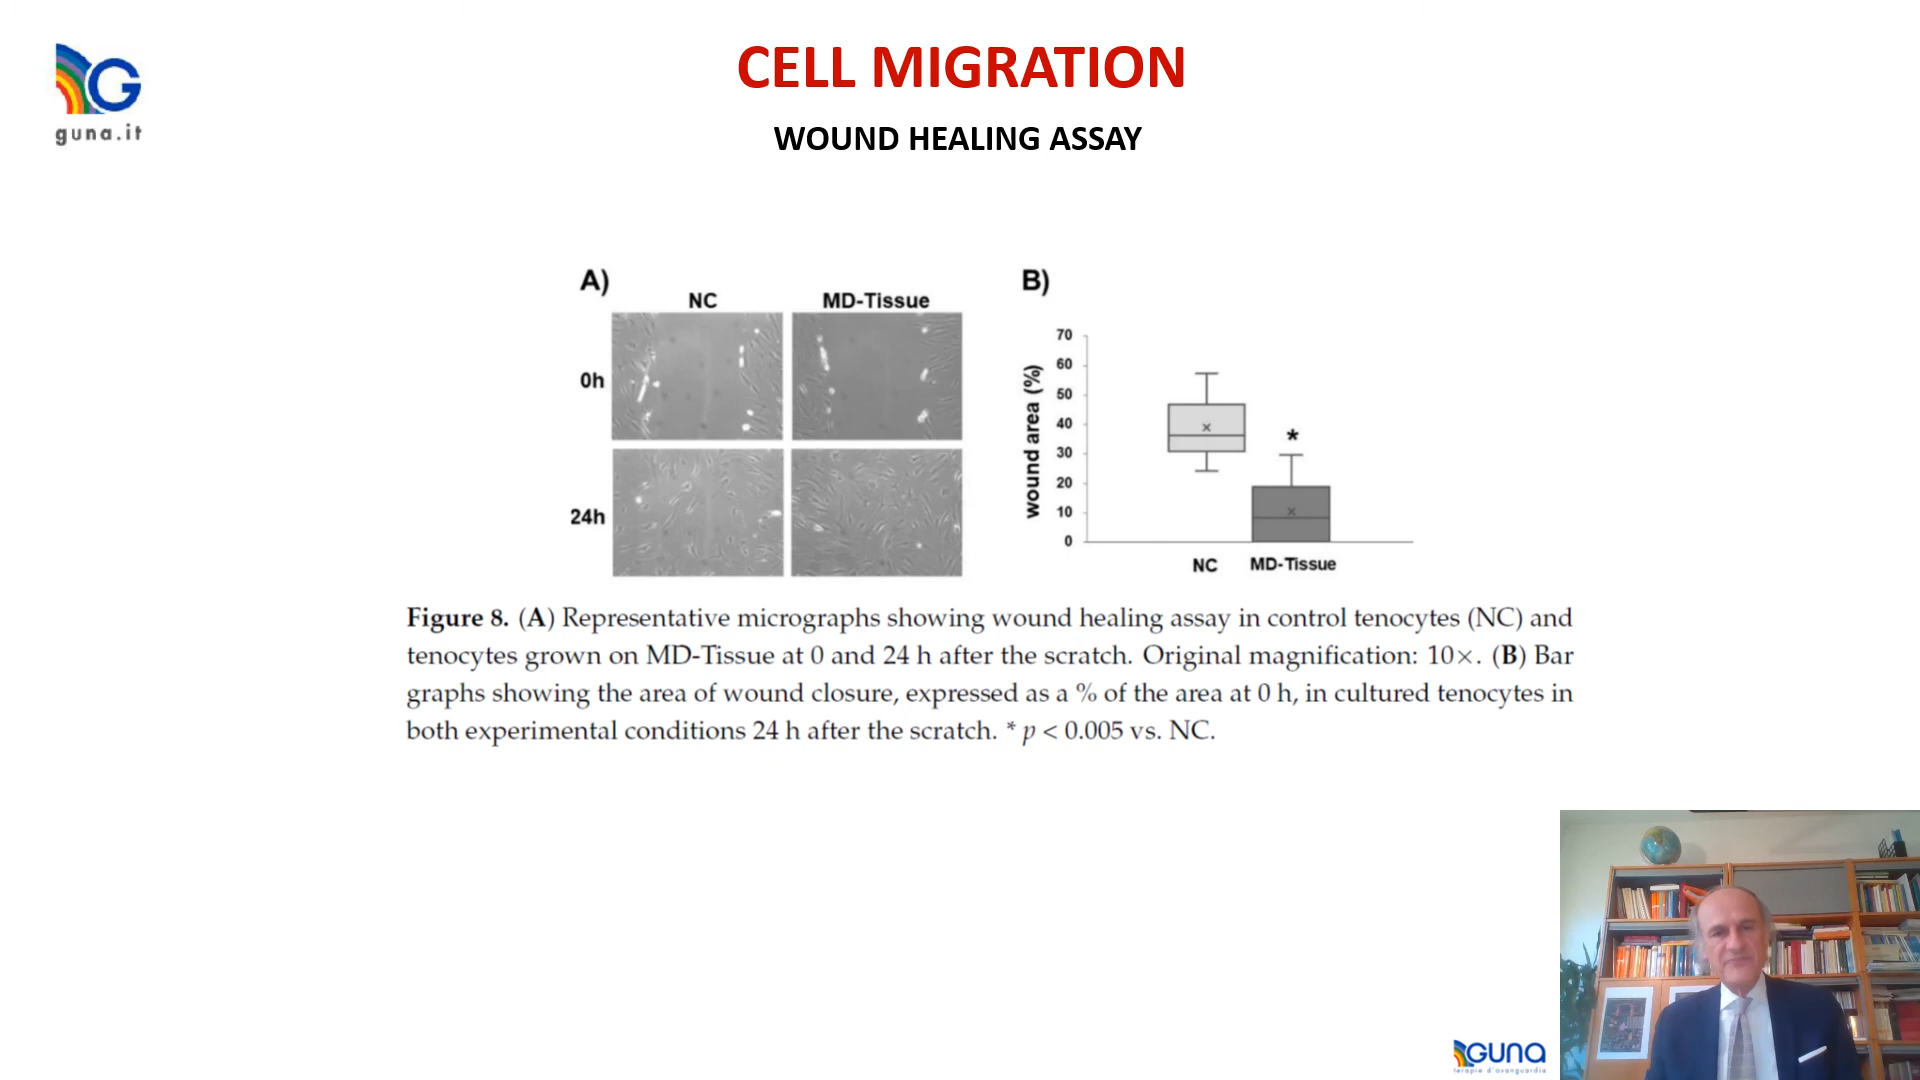 guna.it
CELL MIGRATION
WOUND HEALING ASSAY
A)
NC
MD-Tissue
0h
24h
B)
wound area (%)
70
60
50
40
30
20
10
0
*
NC
MD-Tissue
Figure 8. (A) Representative micrographs showing wound healing assay in control tenocytes (NC) and
tenocytes grown on MD-Tissue at 0 and 24 h after the scratch. Original magnification: 10×. (B) Bar
graphs showing the area of wound closure, expressed as a % of the area at 0 h, in cultured tenocytes in
both experimental conditions 24 h after the scratch. * p < 0.005 vs. NC.
GUNA
terapie d'avanguardia